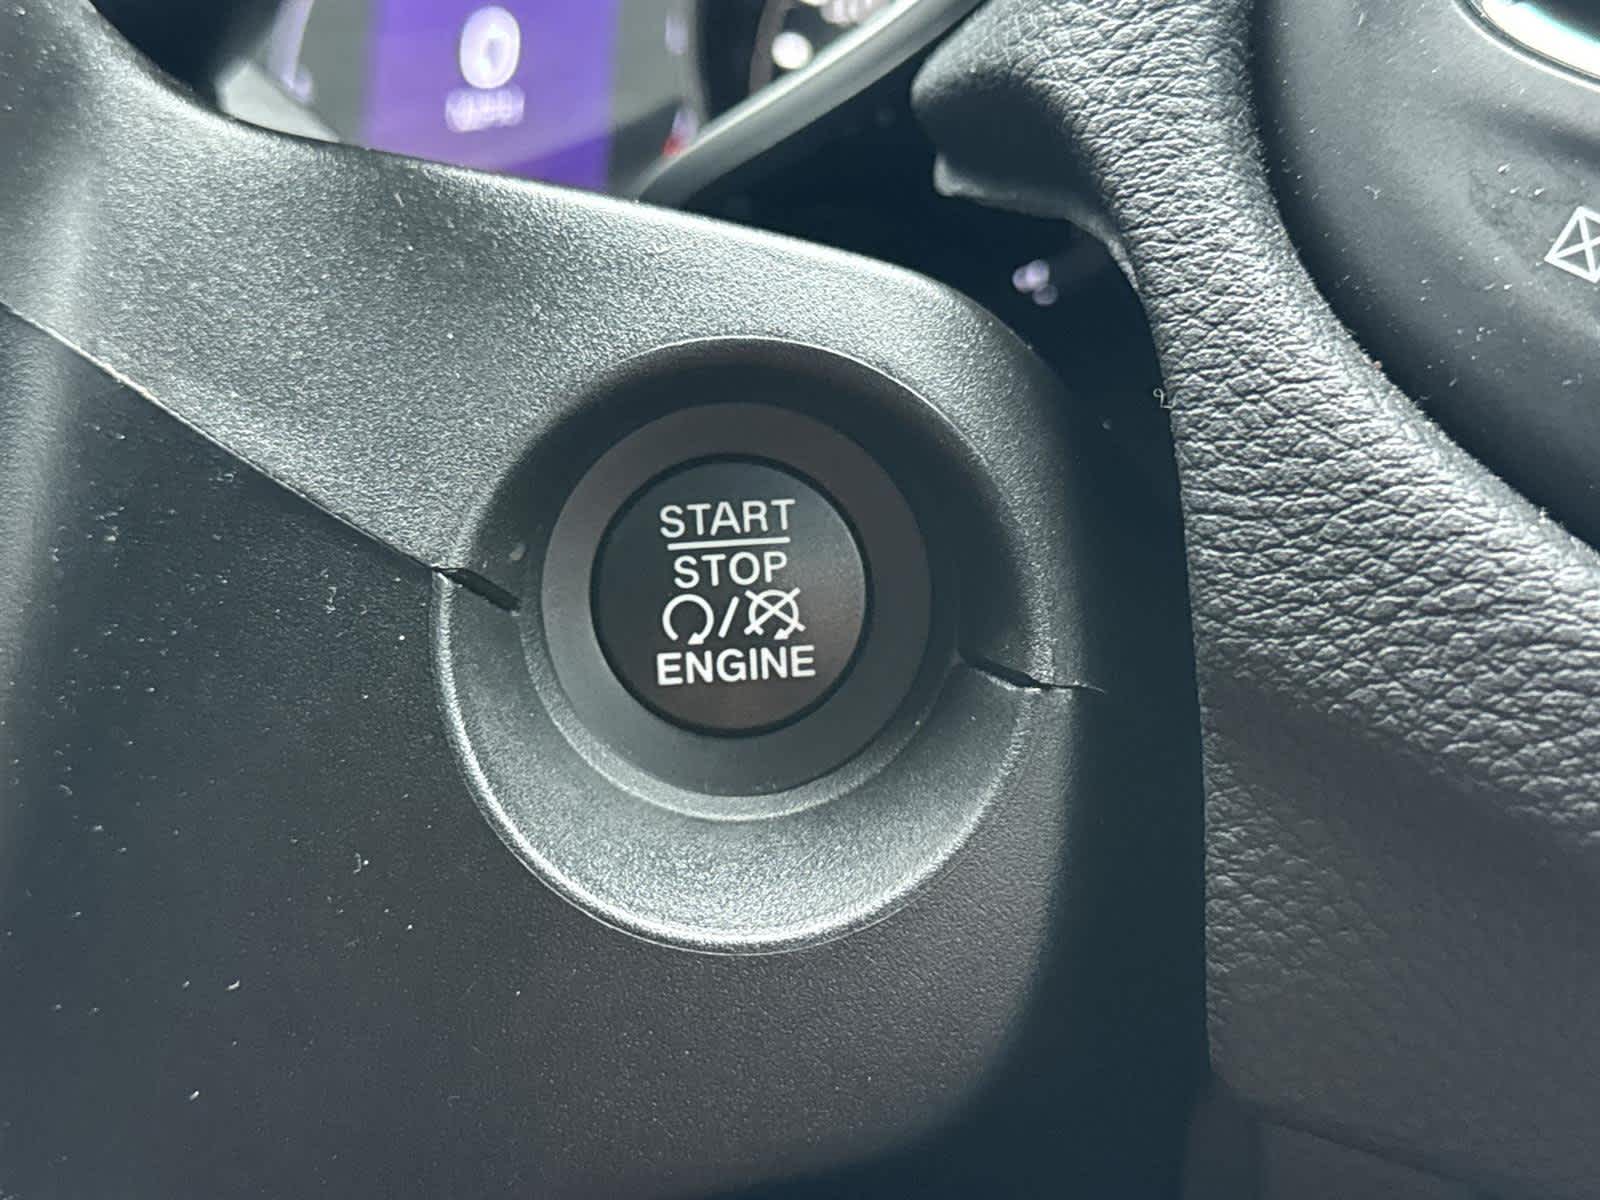 START
STOP
/
ENGINE